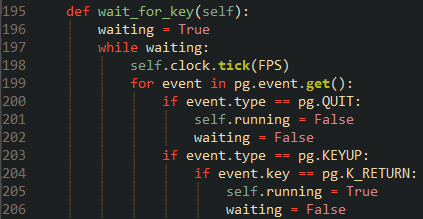 195 def wait_for_key(self):
196 waiting = True
197 while waiting:
198 self.clock.tick(FPS)
199 for event in pg.event.get():
200 if event.type == pg.QUIT:
201 self.running = False
202 waiting = False
203 if event.type == pg.KEYUP:
204 if event.key == pg.K_RETURN:
205 self.running = True
206 waiting = False